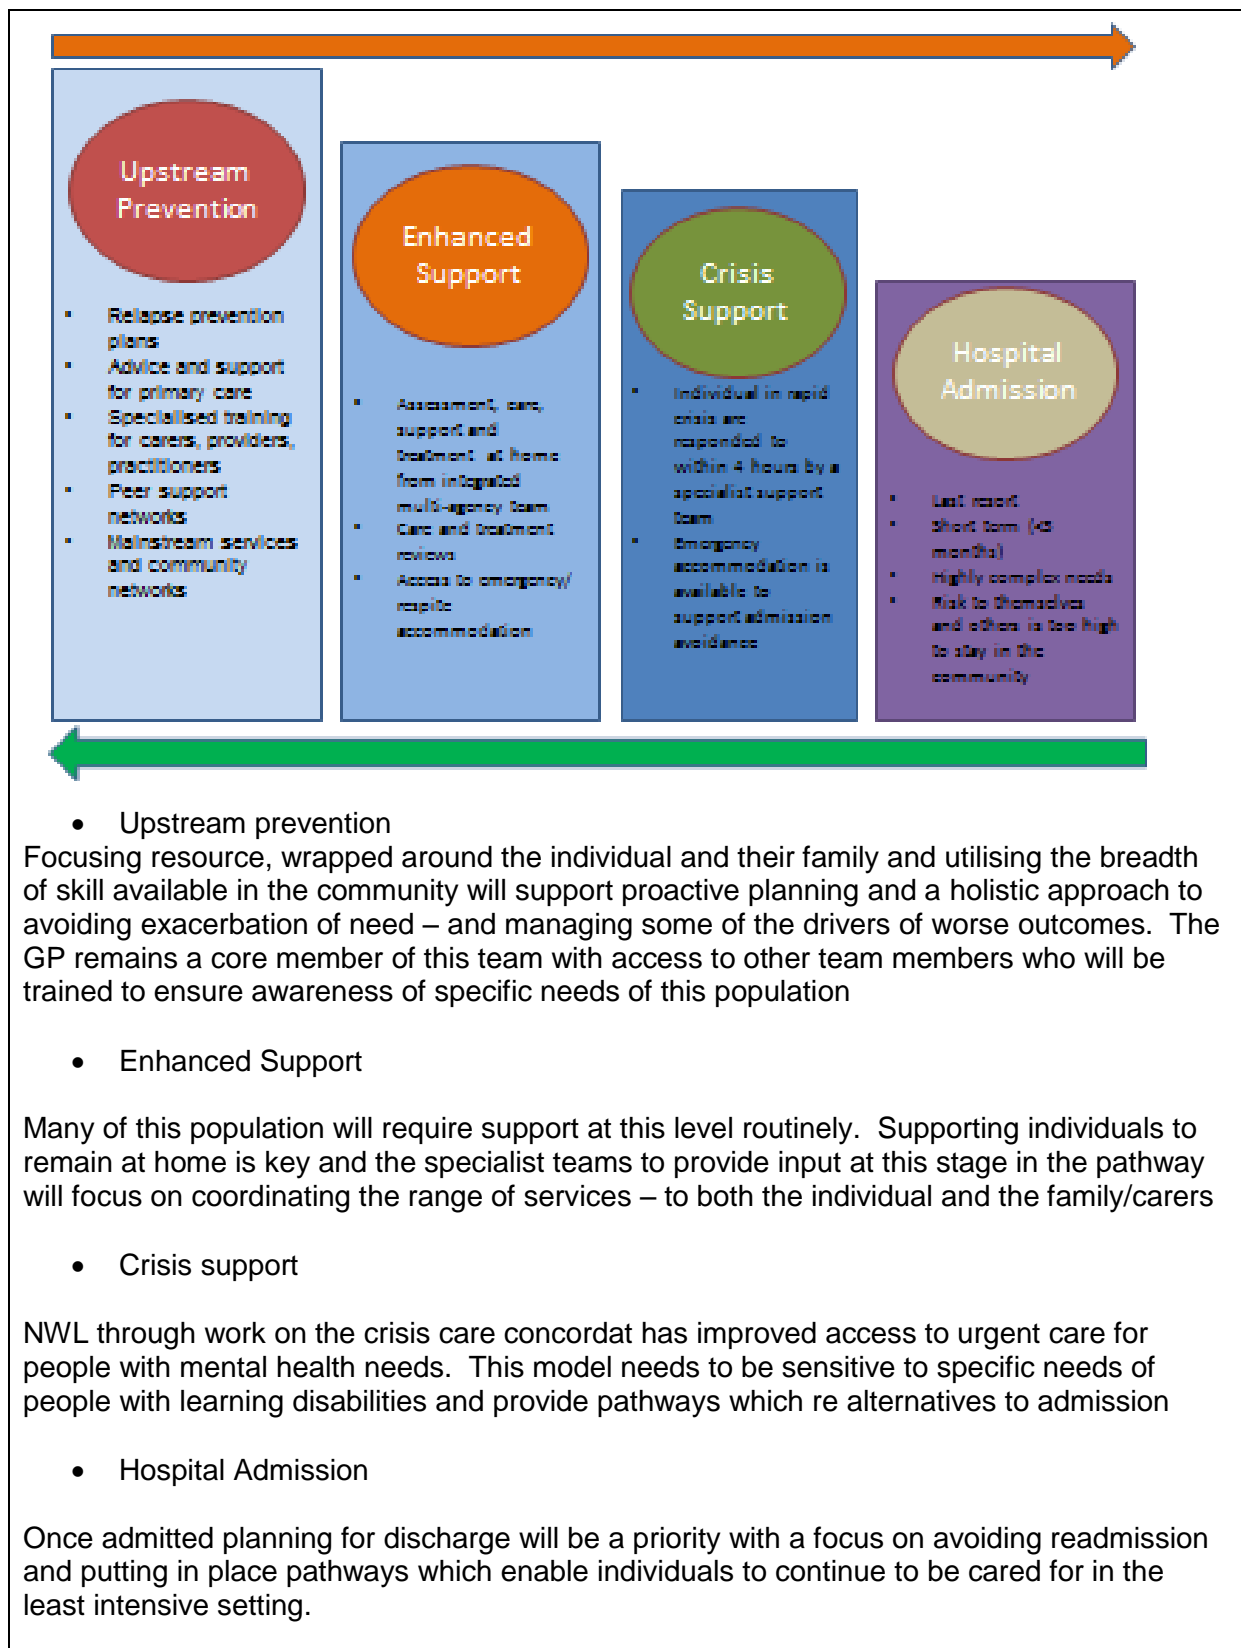 Upstream
Prevention
• Relapse prevention
plans
• Advice and support
for primary care
• Specialised training
for carers, providers,
practitioners
• Peer support
networks
• Mainstream services
and community
networks
Enhanced
Support
• Assessment, care,
support and
treatment at home
from integrated
multi-agency team
• Care and treatment
reviews
• Access to emergency/
respite
accommodation
Crisis
Support
• Individual in rapid
crisis are
responded to
within 4 hours by a
specialist support
team
• Emergency
accommodation is
available to
support admission
avoidance
Hospital
Admission
• Last resort
• Short term
months)
• Highly complex needs
• Risk to themselves
and others is too high
to stay in the
community
• Upstream prevention
Focusing resource, wrapped around the individual and their family and utilising the breadth
of skill available in the community will support proactive planning and a holistic approach to
avoiding exacerbation of need – and managing some of the drivers of worse outcomes. The
GP remains a core member of this team with access to other team members who will be
trained to ensure awareness of specific needs of this population
• Enhanced Support
Many of this population will require support at this level routinely. Supporting individuals to
remain at home is key and the specialist teams to provide input at this stage in the pathway
will focus on coordinating the range of services – to both the individual and the family/carers
• Crisis support
NWL through work on the crisis care concordat has improved access to urgent care for
people with mental health needs. This model needs to be sensitive to specific needs of
people with learning disabilities and provide pathways which re alternatives to admission
• Hospital Admission
Once admitted planning for discharge will be a priority with a focus on avoiding readmission
and putting in place pathways which enable individuals to continue to be cared for in the
least intensive setting.